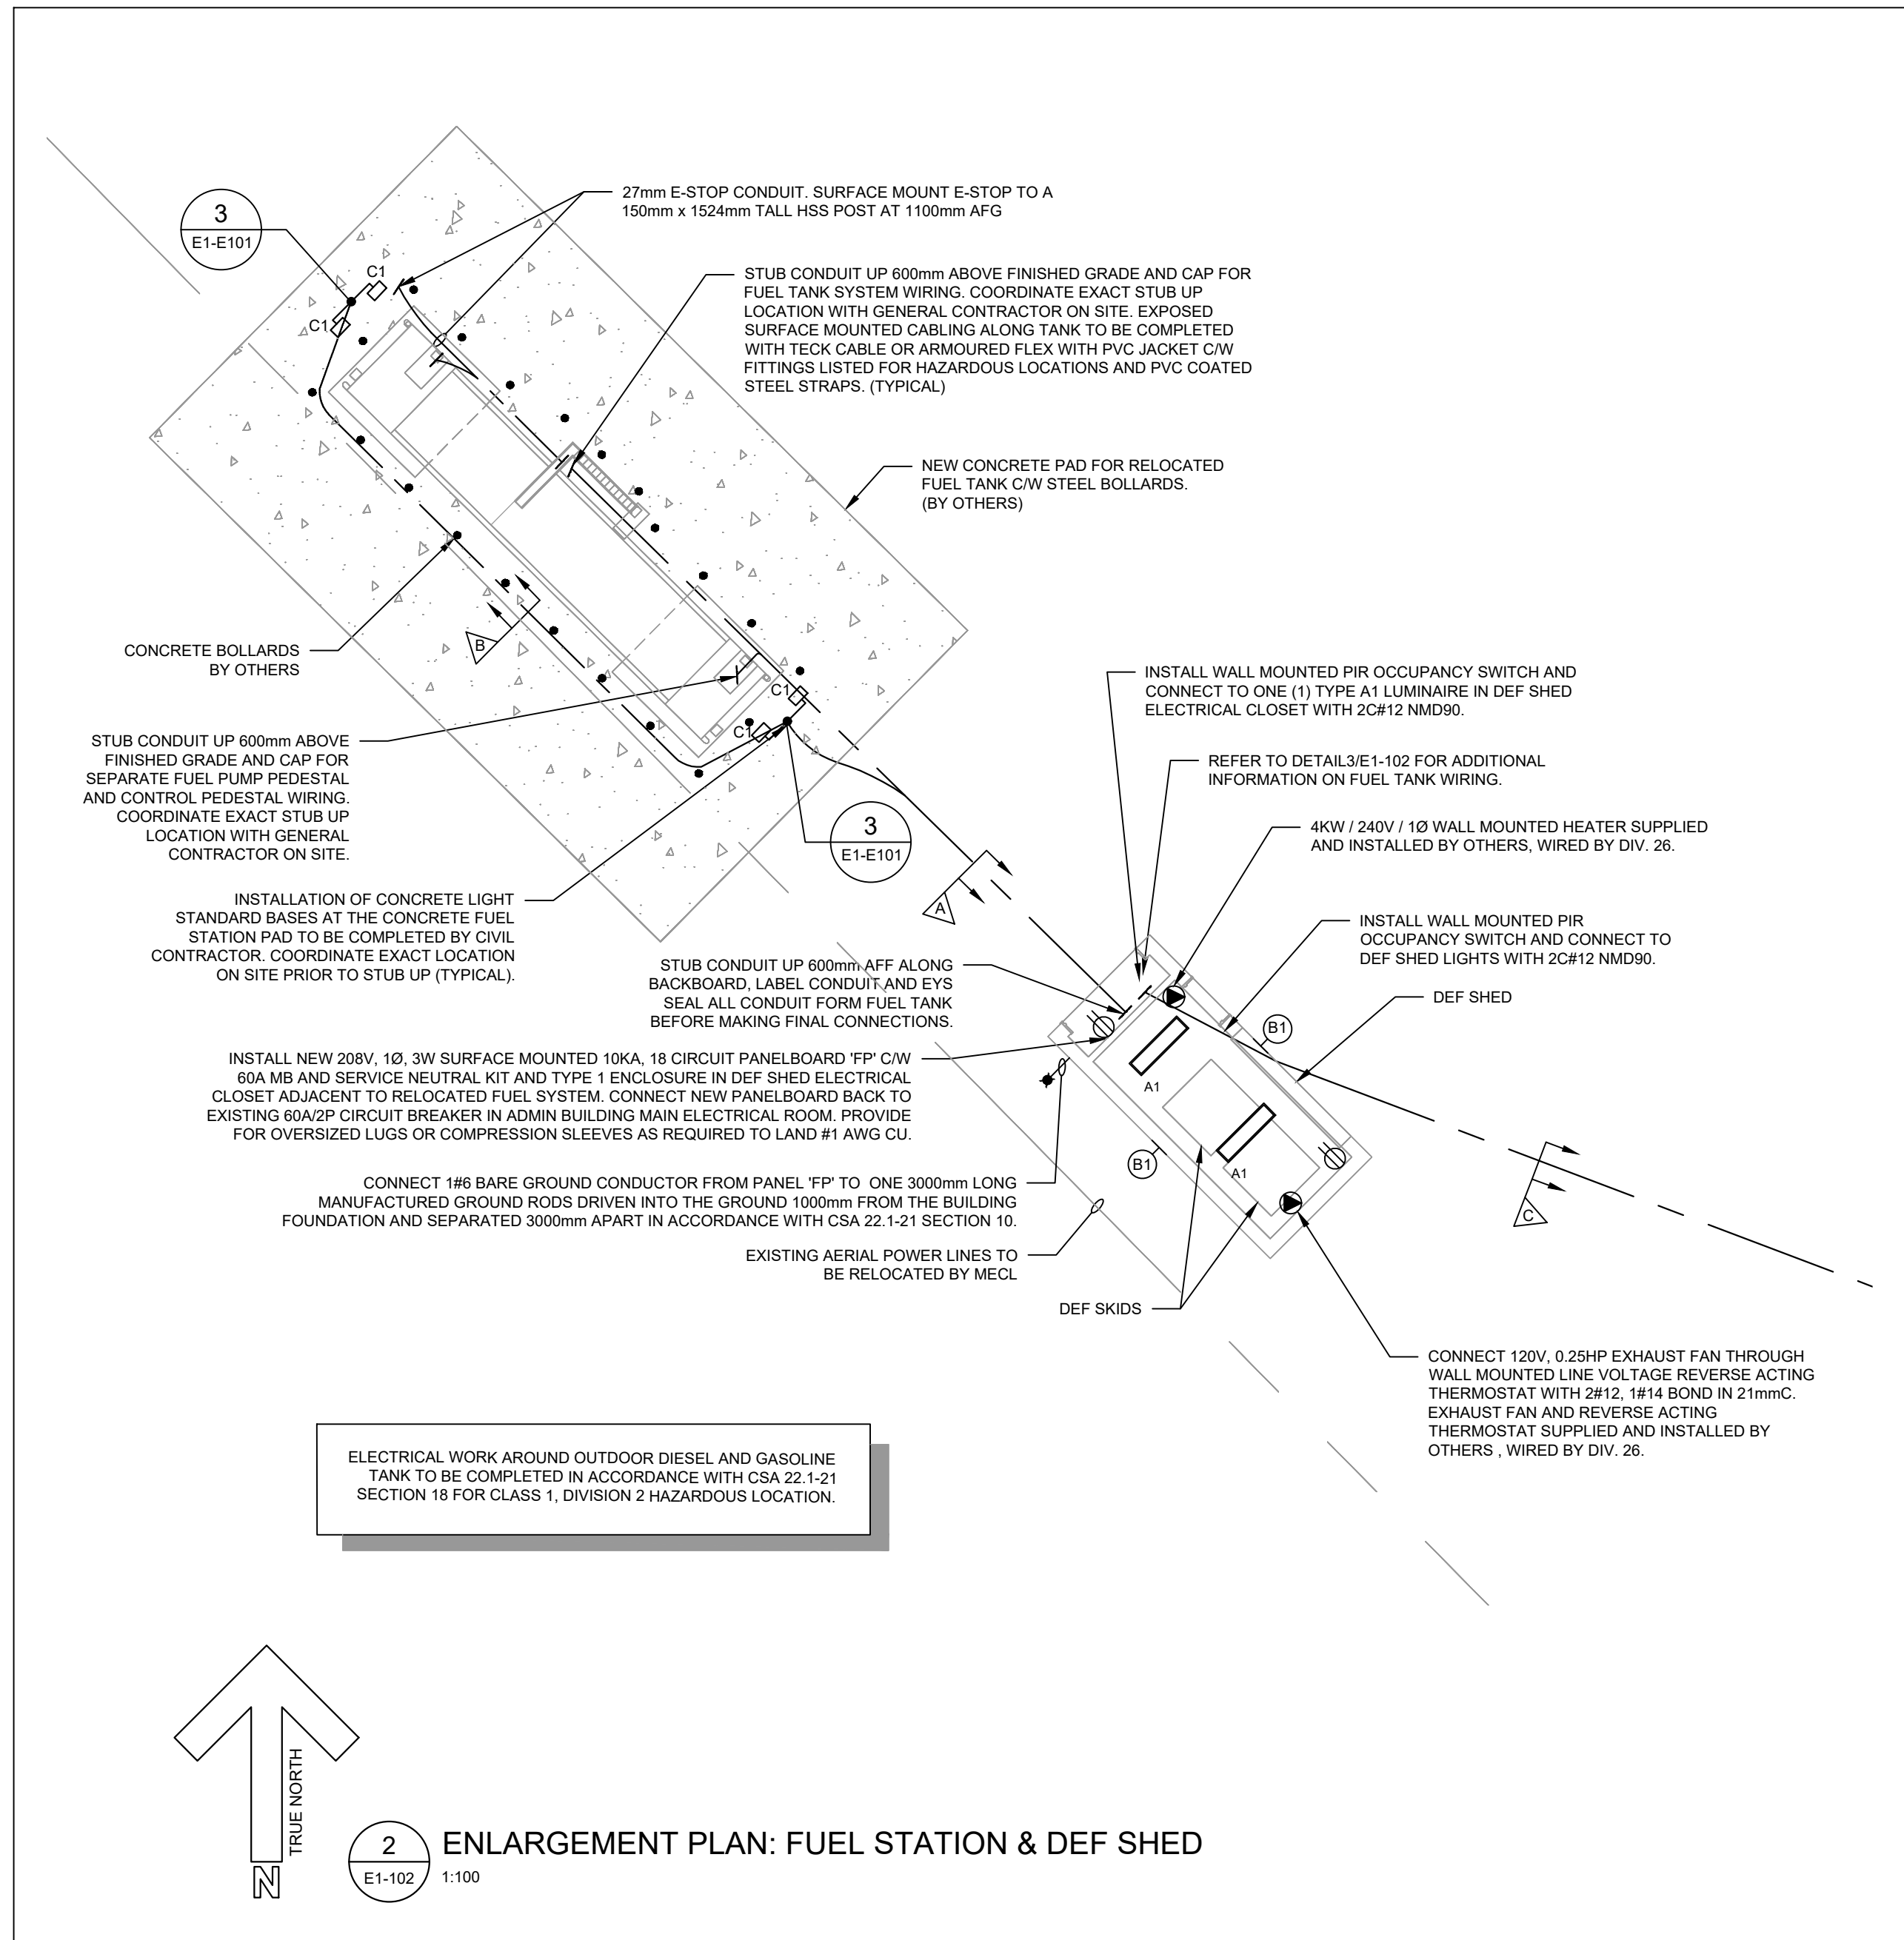 27mm E-STOP CONDUIT. SURFACE MOUNT E-STOP TO A
150mm x 1524mm TALL HSS POST AT 1100mm AFG
3
E1-E101
C1
C1
STUB CONDUIT UP 600mm ABOVE FINISHED GRADE AND CAP FOR
FUEL TANK SYSTEM WIRING. COORDINATE EXACT STUB UP
LOCATION WITH GENERAL CONTRACTOR ON SITE. EXPOSED
SURFACE MOUNTED CABLING ALONG TANK TO BE COMPLETED
WITH TECK CABLE OR ARMOURED FLEX WITH PVC JACKET C/W
FITTINGS LISTED FOR HAZARDOUS LOCATIONS AND PVC COATED
STEEL STRAPS. (TYPICAL)
NEW CONCRETE PAD FOR RELOCATED
FUEL TANK C/W STEEL BOLLARDS.
(BY OTHERS)
CONCRETE BOLLARDS
BY OTHERS
B
STUB CONDUIT UP 600mm ABOVE
FINISHED GRADE AND CAP FOR
SEPARATE FUEL PUMP PEDESTAL
AND CONTROL PEDESTAL WIRING.
COORDINATE EXACT STUB UP
LOCATION WITH GENERAL
CONTRACTOR ON SITE.
C1
C1
INSTALL WALL MOUNTED PIR OCCUPANCY SWITCH AND
CONNECT TO ONE (1) TYPE A1 LUMINAIRE IN DEF SHED
ELECTRICAL CLOSET WITH 2C#12 NMD90.
REFER TO DETAIL3/E1-102 FOR ADDITIONAL
INFORMATION ON FUEL TANK WIRING.
3
E1-E101
4KW / 240V / 1Ø WALL MOUNTED HEATER SUPPLIED
AND INSTALLED BY OTHERS, WIRED BY DIV. 26.
INSTALLATION OF CONCRETE LIGHT
STANDARD BASES AT THE CONCRETE FUEL
STATION PAD TO BE COMPLETED BY CIVIL
CONTRACTOR. COORDINATE EXACT LOCATION
ON SITE PRIOR TO STUB UP (TYPICAL).
A
INSTALL WALL MOUNTED PIR
OCCUPANCY SWITCH AND CONNECT TO
DEF SHED LIGHTS WITH 2C#12 NMD90.
STUB CONDUIT UP 600mm AFF ALONG
BACKBOARD, LABEL CONDUIT AND EYS
SEAL ALL CONDUIT FORM FUEL TANK
BEFORE MAKING FINAL CONNECTIONS.
DEF SHED
B1
INSTALL NEW 208V, 1Ø, 3W SURFACE MOUNTED 10KA, 18 CIRCUIT PANELBOARD 'FP' C/W
60A MB AND SERVICE NEUTRAL KIT AND TYPE 1 ENCLOSURE IN DEF SHED ELECTRICAL
CLOSET ADJACENT TO RELOCATED FUEL SYSTEM. CONNECT NEW PANELBOARD BACK TO
EXISTING 60A/2P CIRCUIT BREAKER IN ADMIN BUILDING MAIN ELECTRICAL ROOM. PROVIDE
FOR OVERSIZED LUGS OR COMPRESSION SLEEVES AS REQUIRED TO LAND #1 AWG CU.
A1
B1
A1
CONNECT 1#6 BARE GROUND CONDUCTOR FROM PANEL 'FP' TO ONE 3000mm LONG
MANUFACTURED GROUND RODS DRIVEN INTO THE GROUND 1000mm FROM THE BUILDING
FOUNDATION AND SEPARATED 3000mm APART IN ACCORDANCE WITH CSA 22.1-21 SECTION 10.
C
EXISTING AERIAL POWER LINES TO
BE RELOCATED BY MECL
DEF SKIDS
CONNECT 120V, 0.25HP EXHAUST FAN THROUGH
WALL MOUNTED LINE VOLTAGE REVERSE ACTING
THERMOSTAT WITH 2#12, 1#14 BOND IN 21mmC.
EXHAUST FAN AND REVERSE ACTING
THERMOSTAT SUPPLIED AND INSTALLED BY
OTHERS , WIRED BY DIV. 26.
ELECTRICAL WORK AROUND OUTDOOR DIESEL AND GASOLINE
TANK TO BE COMPLETED IN ACCORDANCE WITH CSA 22.1-21
SECTION 18 FOR CLASS 1, DIVISION 2 HAZARDOUS LOCATION.
TRUE NORTH
N
2
E1-102
ENLARGEMENT PLAN: FUEL STATION & DEF SHED
1:100